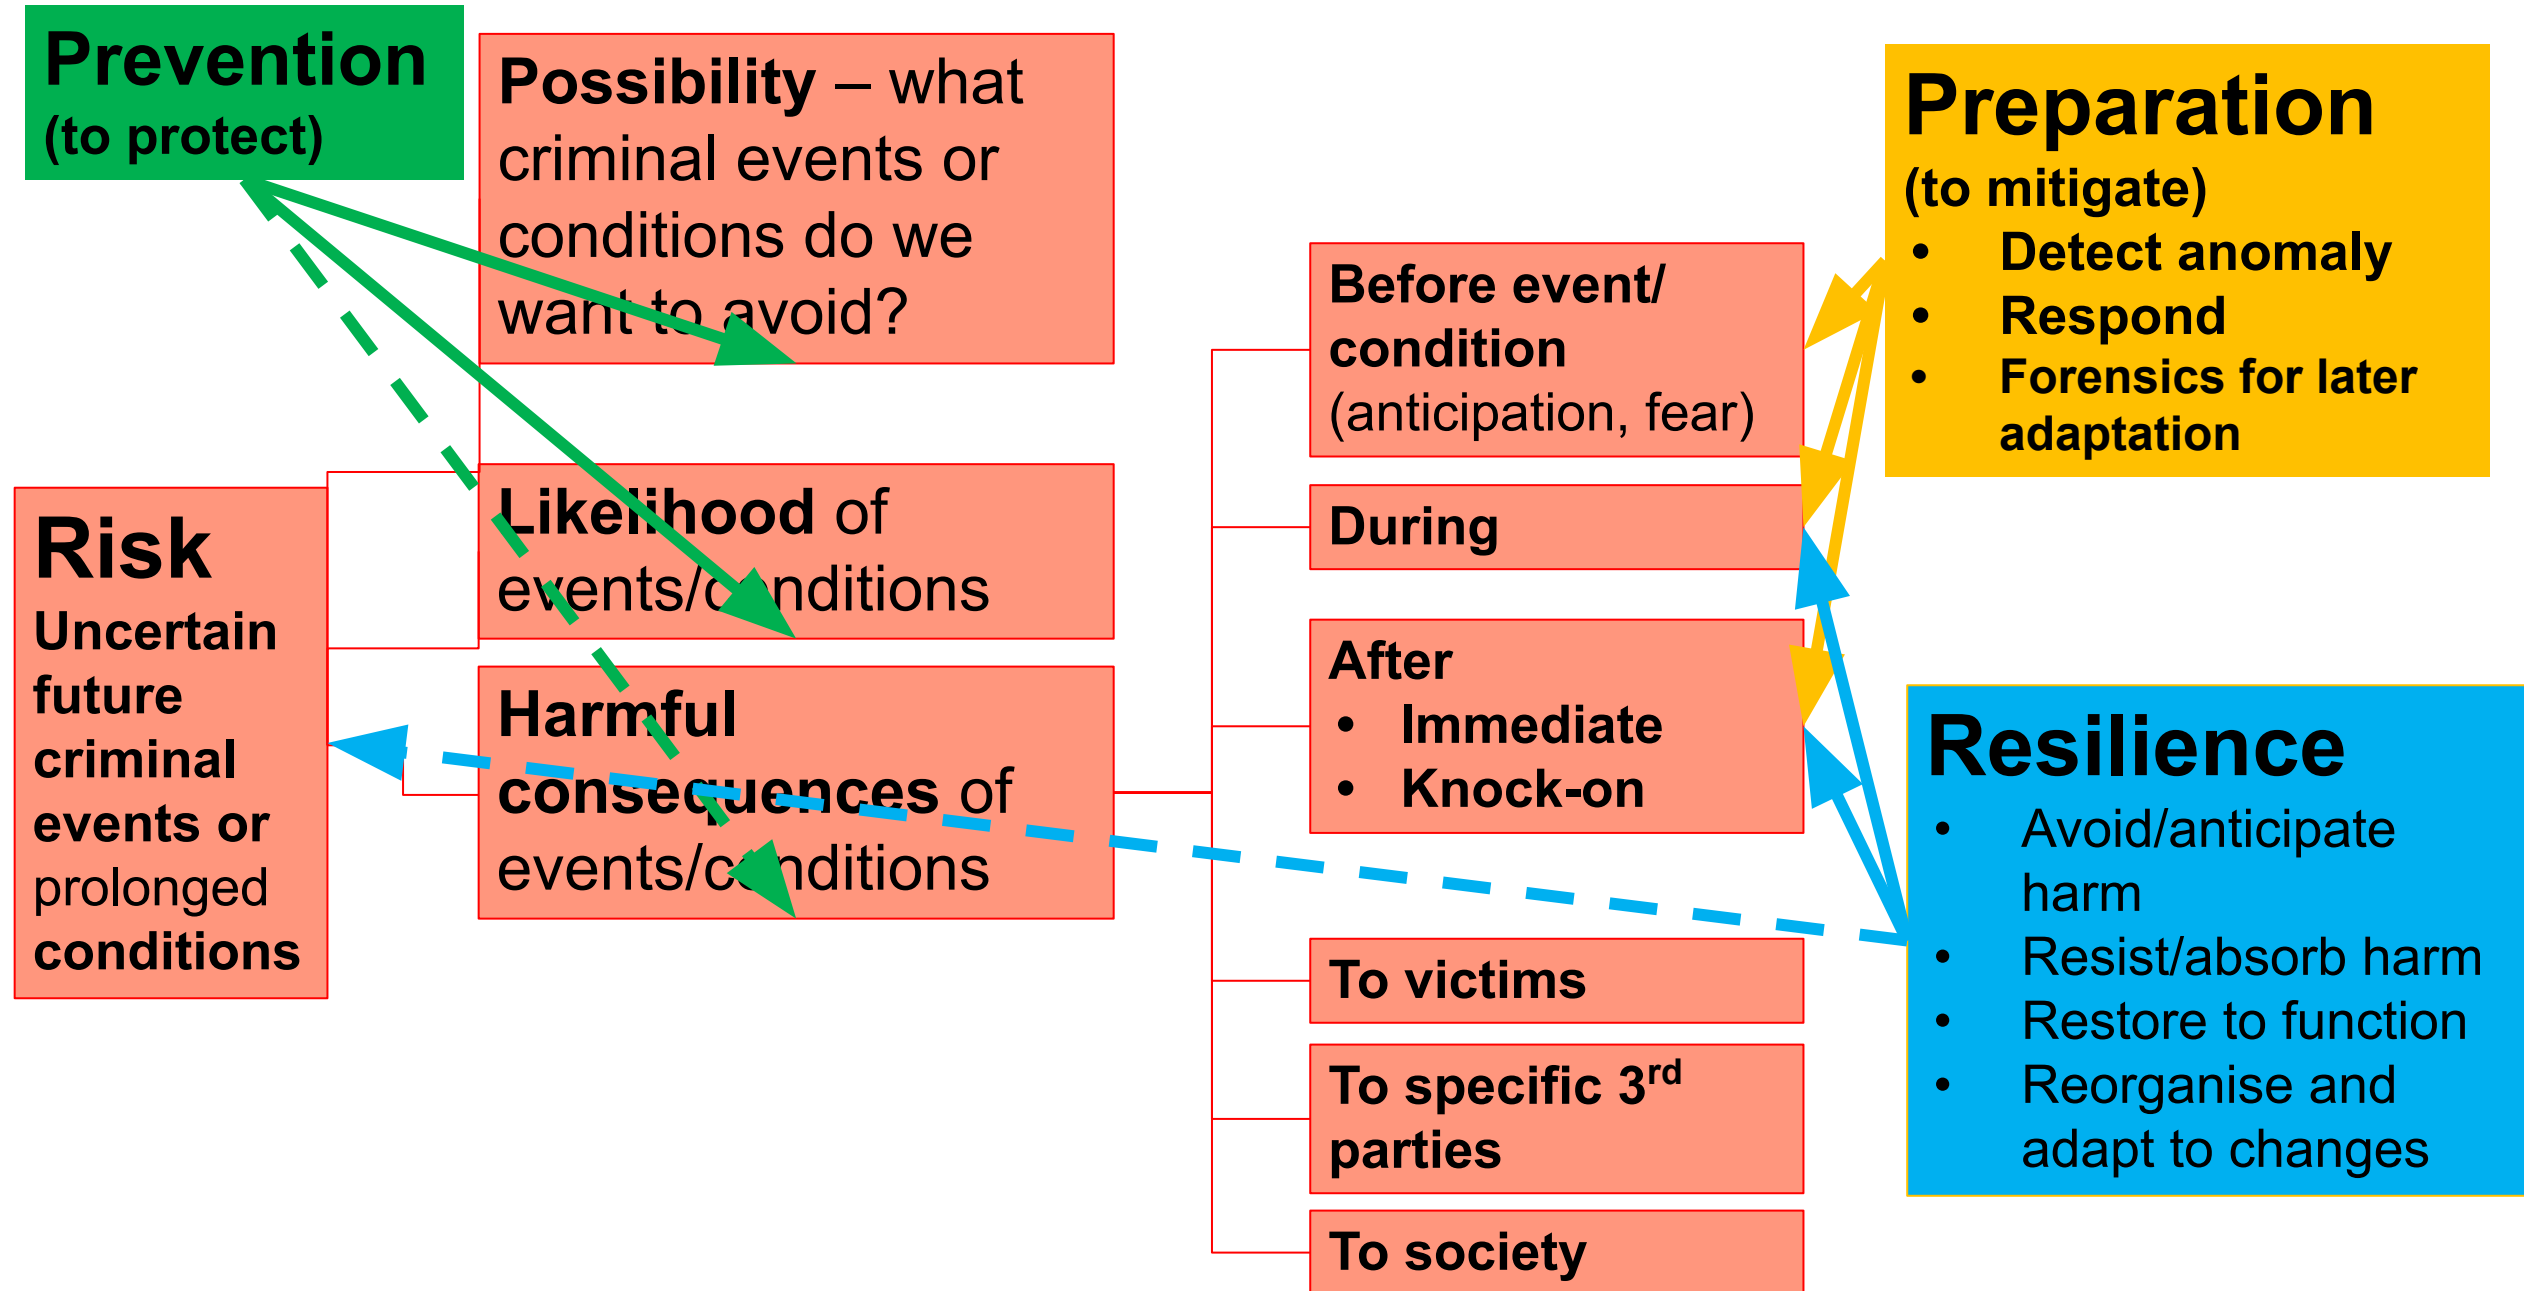 Prevention
(to protect)
Possibility – what
criminal events or
conditions do we
want to avoid?
Likelihood of
events/conditions
Risk
Uncertain
future
criminal
events or
prolonged
conditions
Harmful
consequences of
events/conditions
Before event/
condition
(anticipation, fear)
During
After
• Immediate
• Knock-on
To victims
To specific 3rd
parties
To society
Preparation
(to mitigate)
• Detect anomaly
• Respond
• Forensics for later
adaptation
Resilience
• Avoid/anticipate
harm
• Resist/absorb harm
• Restore to function
• Reorganise and
adapt to changes